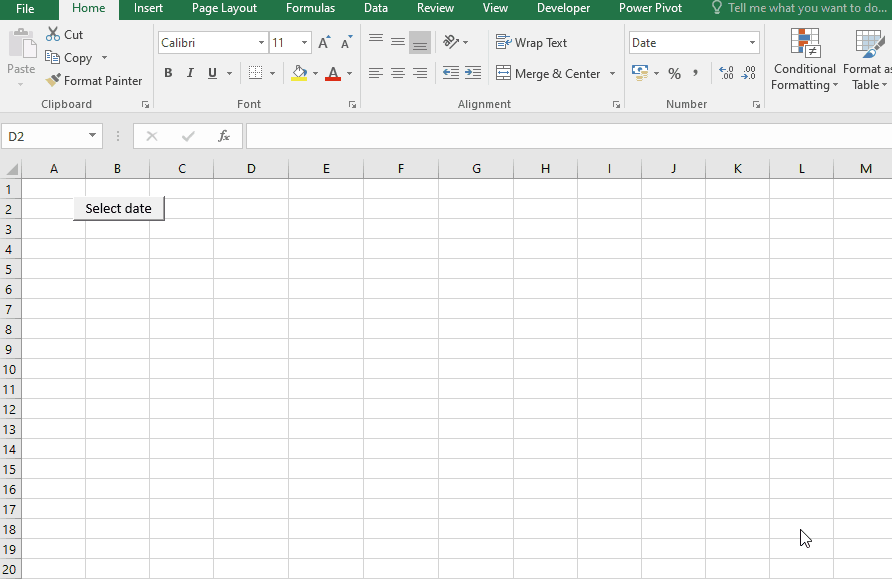 File Home Insert Page Layout Formulas Data Review View Developer Power Pivot Tell me what you want to do...
Cut
Calibri 11 A A
Wrap Text
Date
Copy
Paste
Format Painter
B I U A
Merge & Center
% ,
.00 .0
.0 .00
Conditional
Formatting
Format as
Table
Clipboard Font Alignment Number
D2 fx
A B C D E F G H I J K L M
1
2 Select date
3
4
5
6
7
8
9
10
11
12
13
14
15
16
17
18
19
20